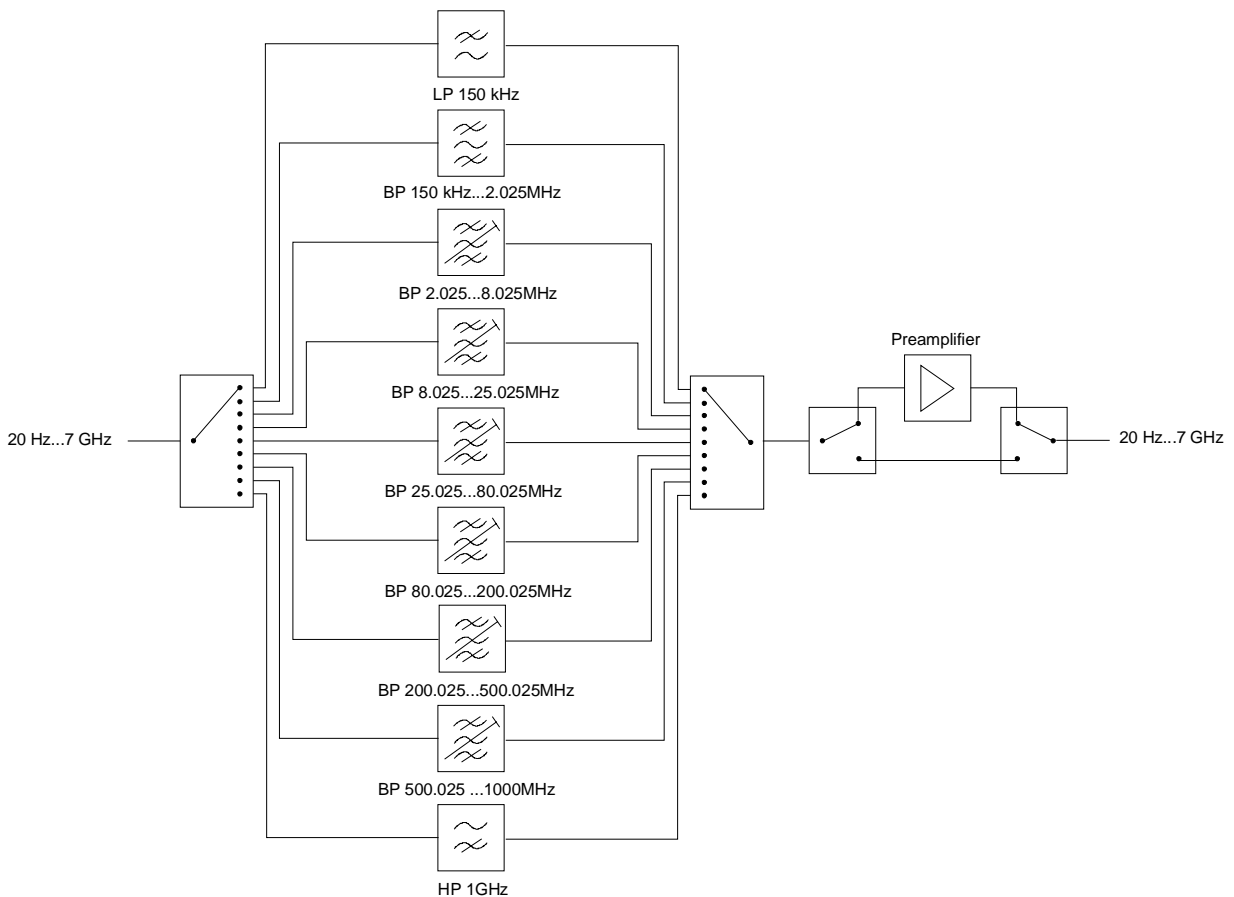 LP 150 kHz
BP 150 kHz...2.025MHz
BP 2.025...8.025MHz
Preamplifier
BP 8.025...25.025MHz
20 Hz...7 GHz
20 Hz...7 GHz
BP 25.025...80.025MHz
BP 80.025...200.025MHz
BP 200.025...500.025MHz
BP 500.025 ...1000MHz
HP 1GHz